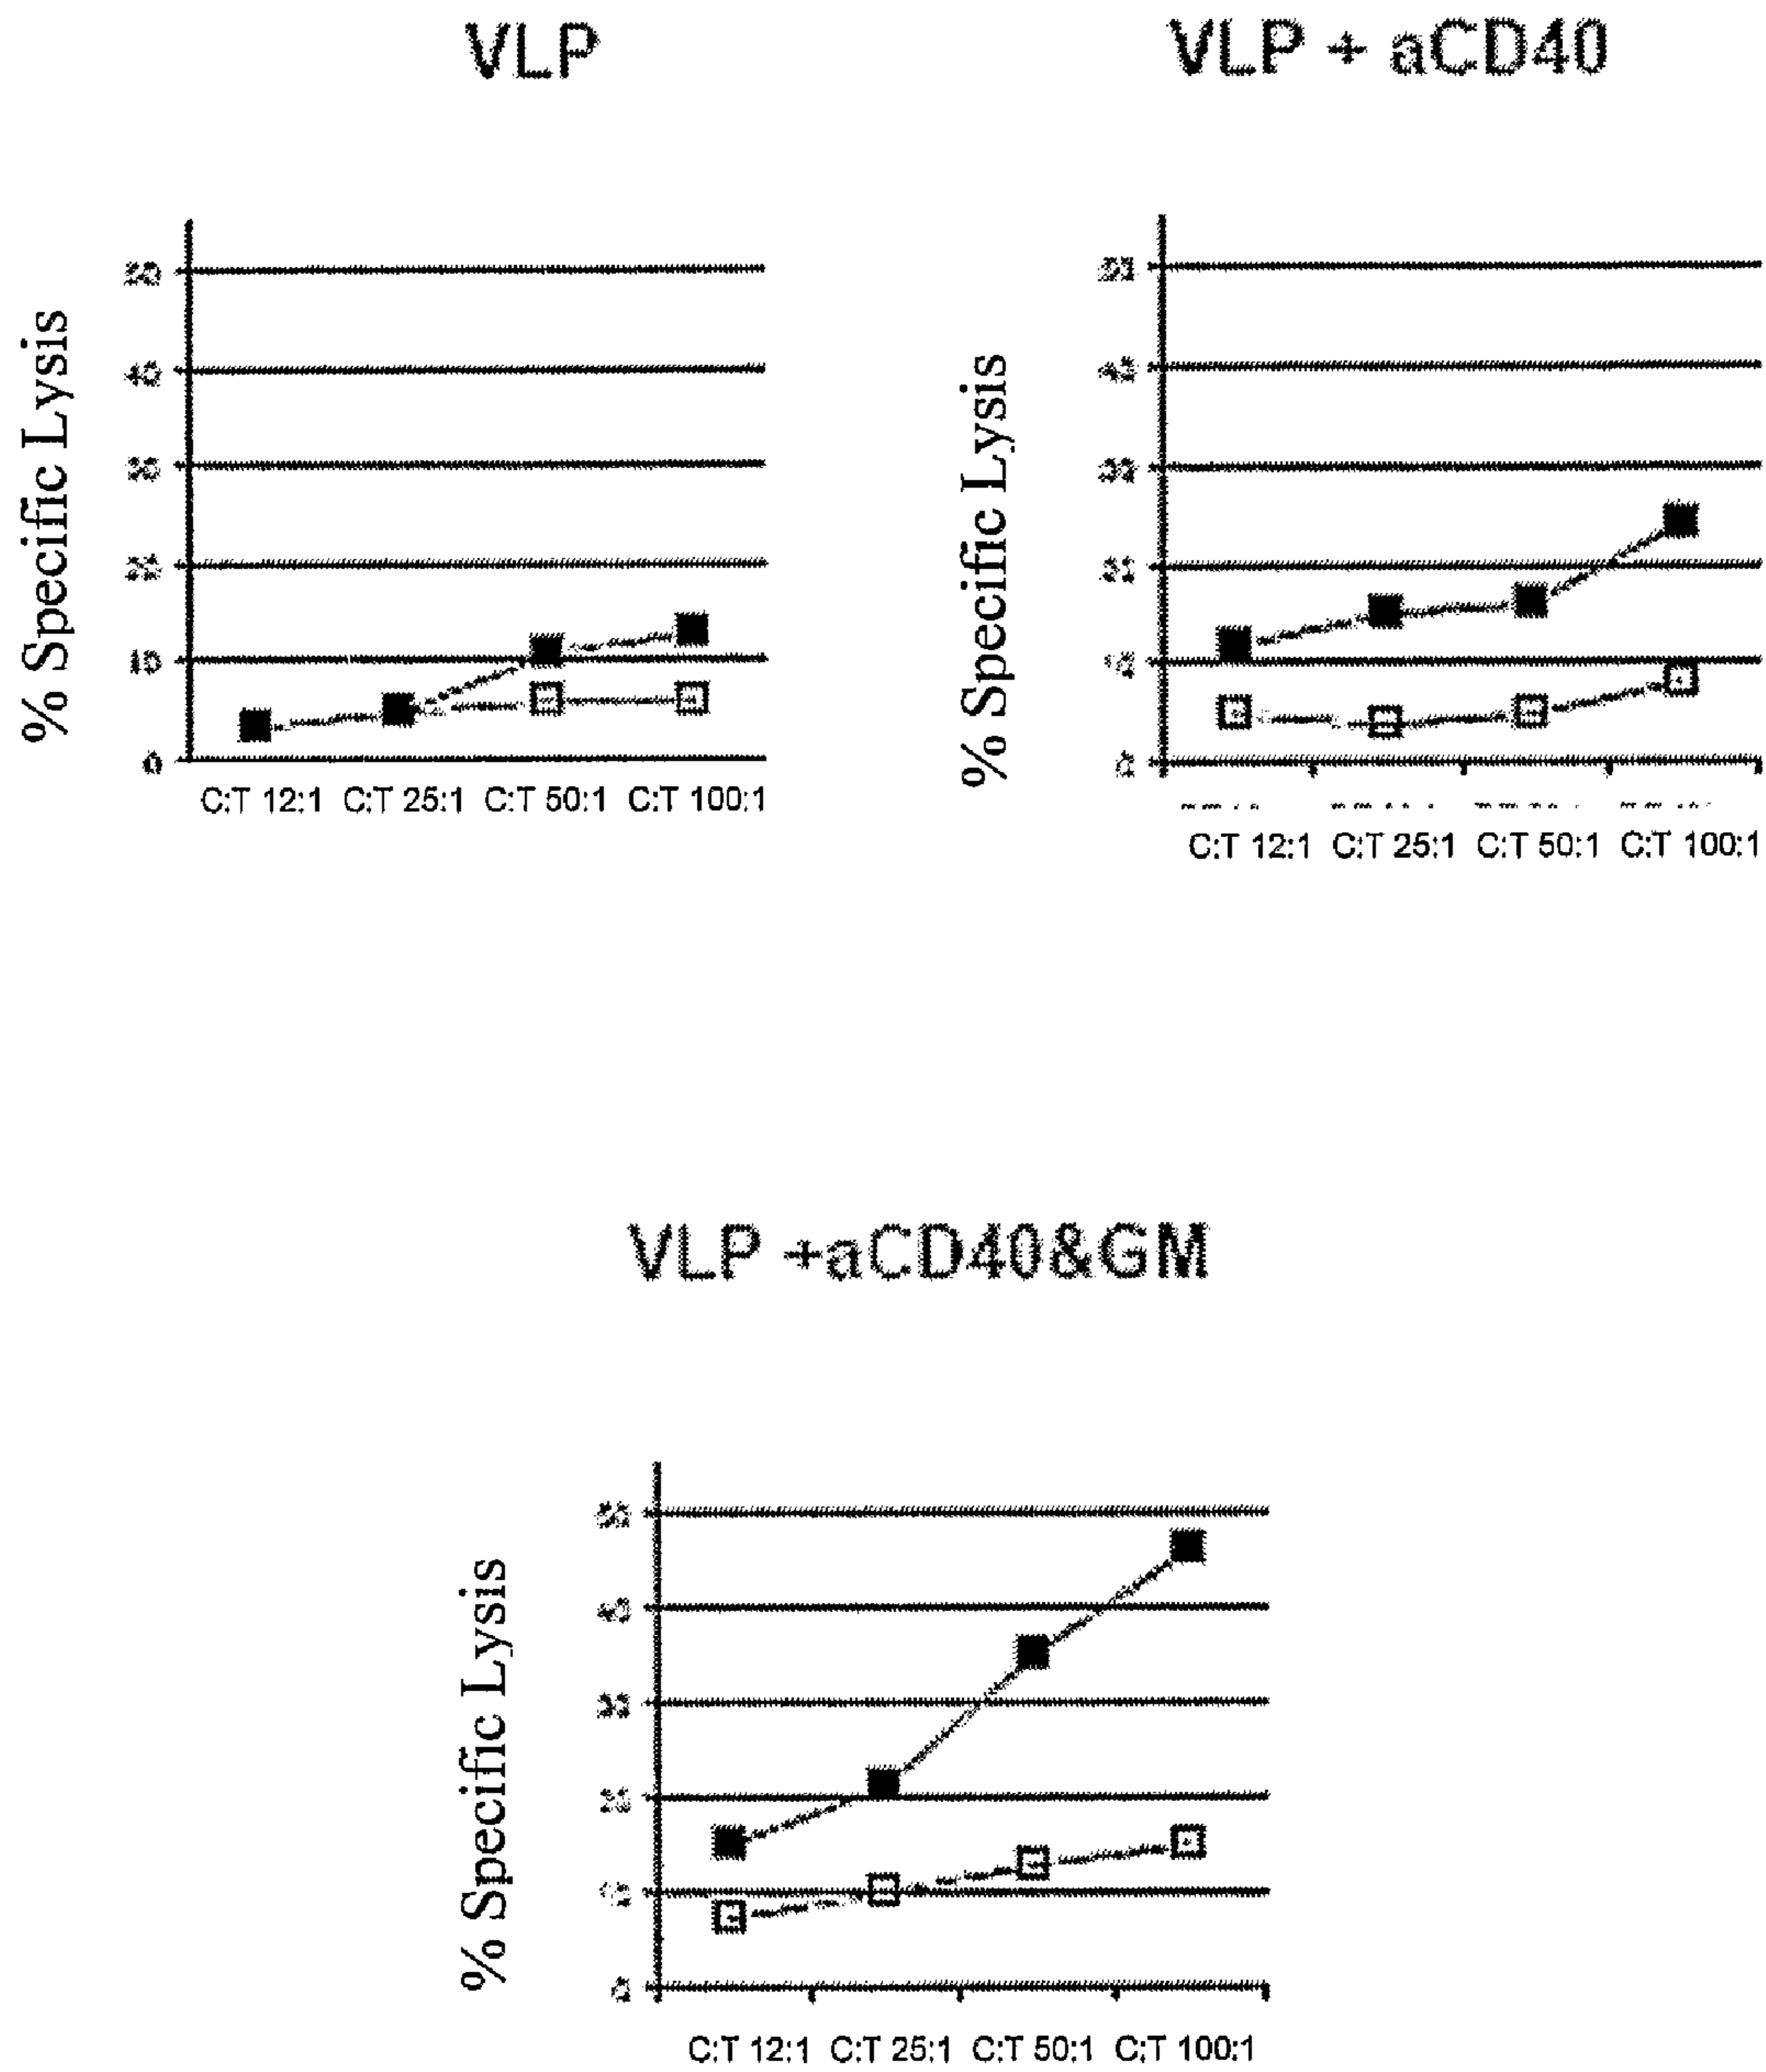 VLP
% Specific Lysis
40
10
0
C:T 12:1 C:T 25:1 C:T 50:1 C:T 100:1
VLP + aCD40
% Specific Lysis
C:T 12:1 C:T 25:1 C:T 50:1 C:T 100:1
VLP +aCD40&GM
% Specific Lysis
C:T 12:1 C:T 25:1 C:T 50:1 C:T 100:1